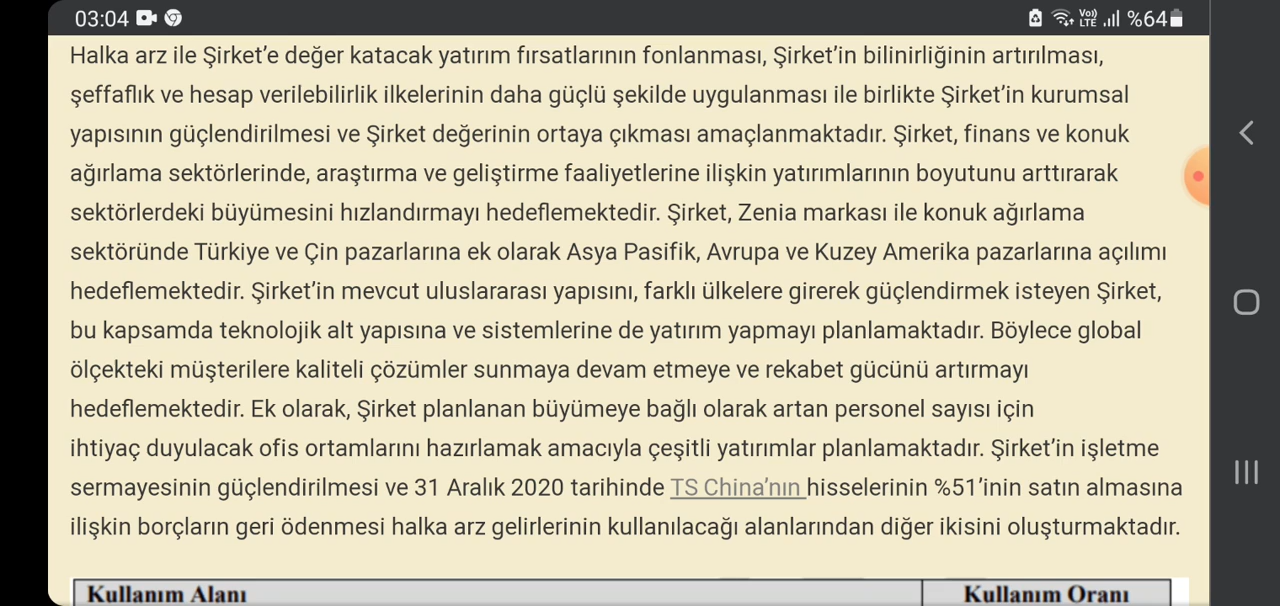 03:04
Vo)) LTE %64
Halka arz ile Şirket’e değer katacak yatırım fırsatlarının fonlanması, Şirket’in bilinirliğinin artırılması,
şeffaflık ve hesap verilebilirlik ilkelerinin daha güçlü şekilde uygulanması ile birlikte Şirket’in kurumsal
yapısının güçlendirilmesi ve Şirket değerinin ortaya çıkması amaçlanmaktadır. Şirket, finans ve konuk
ağırlama sektörlerinde, araştırma ve geliştirme faaliyetlerine ilişkin yatırımlarının boyutunu arttırarak
sektörlerdeki büyümesini hızlandırmayı hedeflemektedir. Şirket, Zenia markası ile konuk ağırlama
sektöründe Türkiye ve Çin pazarlarına ek olarak Asya Pasifik, Avrupa ve Kuzey Amerika pazarlarına açılımı
hedeflemektedir. Şirket’in mevcut uluslararası yapısını, farklı ülkelere girerek güçlendirmek isteyen Şirket,
bu kapsamda teknolojik alt yapısına ve sistemlerine de yatırım yapmayı planlamaktadır. Böylece global
ölçekteki müşterilere kaliteli çözümler sunmaya devam etmeye ve rekabet gücünü artırmayı
hedeflemektedir. Ek olarak, Şirket planlanan büyümeye bağlı olarak artan personel sayısı için
ihtiyaç duyulacak ofis ortamlarını hazırlamak amacıyla çeşitli yatırımlar planlamaktadır. Şirket’in işletme
sermayesinin güçlendirilmesi ve 31 Aralık 2020 tarihinde TS China’nın hisselerinin %51’inin satın almasına
ilişkin borçların geri ödenmesi halka arz gelirlerinin kullanılacağı alanlarından diğer ikisini oluşturmaktadır.
Kullanım Alanı Kullanım Oranı